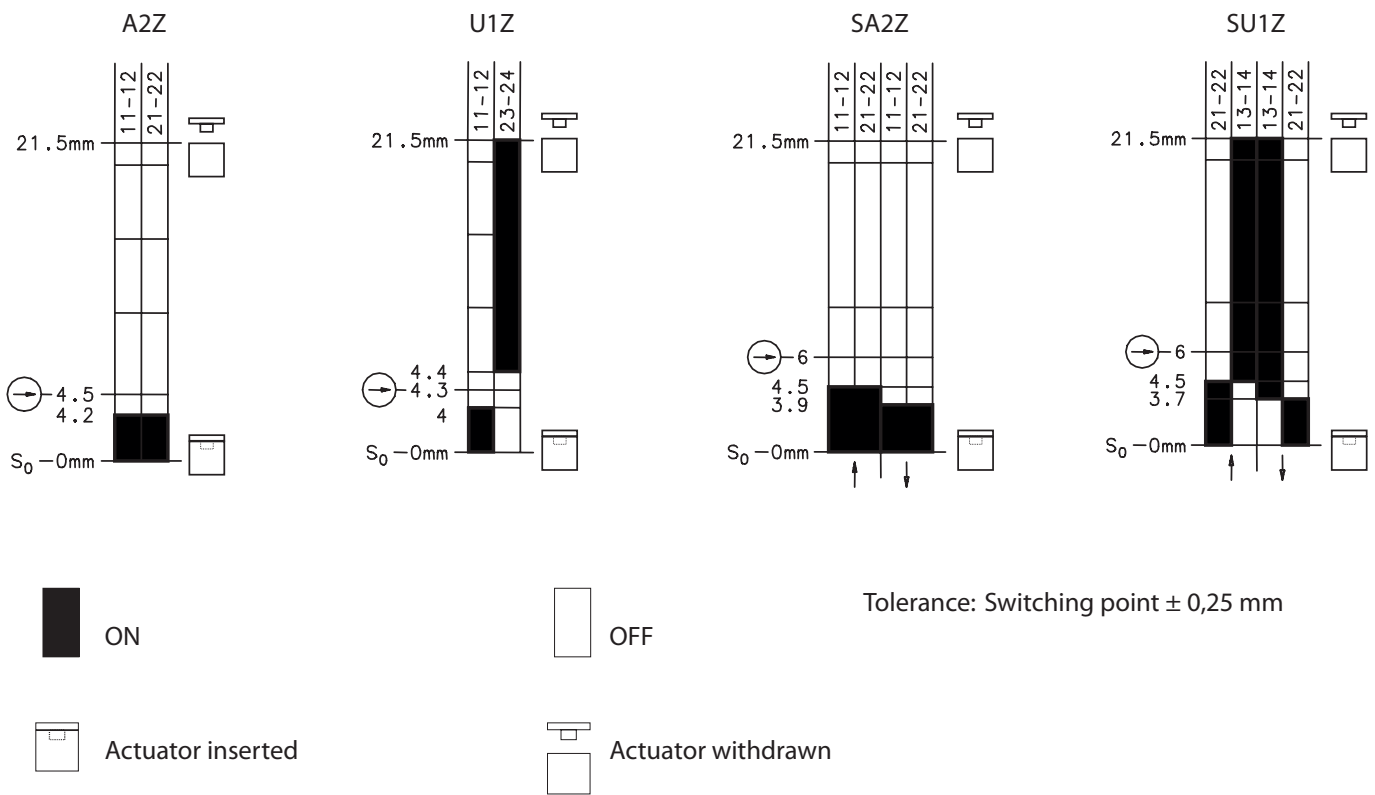 A2Z
11-12
21-22
21.5mm
4.5
4.2
S0 0mm
U1Z
11-12
23-24
21.5mm
4.4
4.3
4
S0 0mm
SA2Z
11-12
21-22
11-12
21-22
21.5mm
6
4.5
3.9
S0 0mm
SU1Z
21-22
13-14
13-14
21-22
21.5mm
6
4.5
3.7
S0 0mm
ON
OFF
Tolerance: Switching point ± 0,25 mm
Actuator inserted
Actuator withdrawn